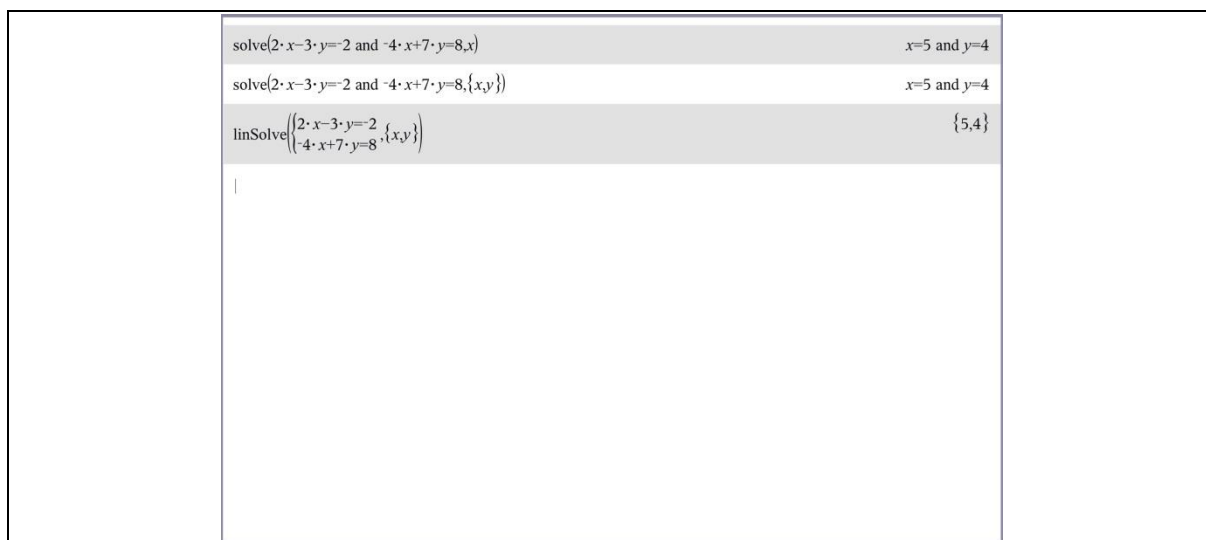 solve(2·x−3·y=⁻2 and ⁻4·x+7·y=8,x) x=5 and y=4
solve(2·x−3·y=⁻2 and ⁻4·x+7·y=8,{x,y}) x=5 and y=4
linSolve({2·x−3·y=⁻2
⁻4·x+7·y=8,{x,y}) {5,4}